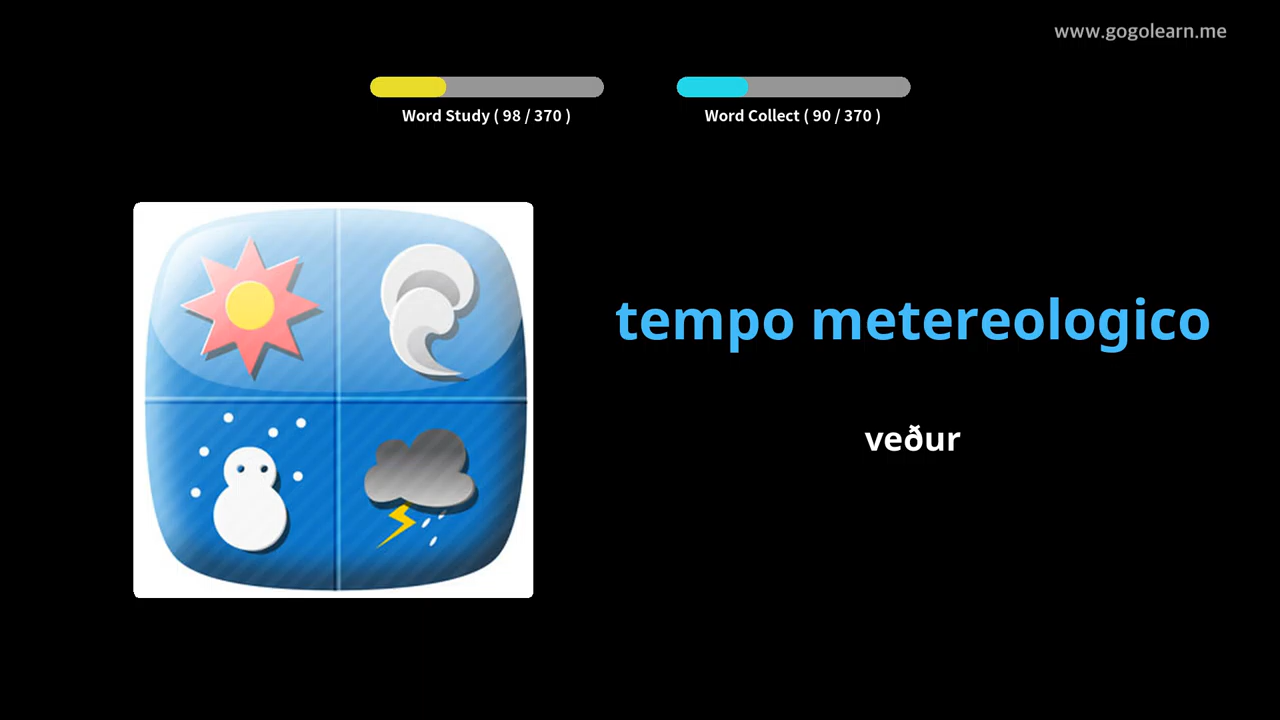 www.gogolearn.me
Word Study ( 98 / 370 )
Word Collect ( 90 / 370 )
tempo metereologico
veður